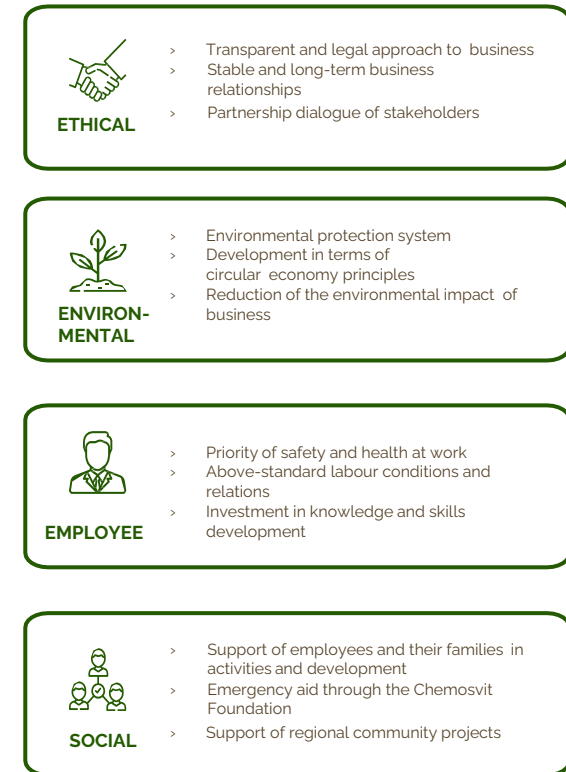 › Transparent and legal approach to business
› Stable and long-term business
relationships
› Partnership dialogue of stakeholders
ETHICAL
› Environmental protection system
› Development in terms of
circular economy principles
› Reduction of the environmental impact of
business
ENVIRON-
MENTAL
› Priority of safety and health at work
› Above-standard labour conditions and
relations
› Investment in knowledge and skills
development
EMPLOYEE
› Support of employees and their families in
activities and development
› Emergency aid through the Chemosvit
Foundation
› Support of regional community projects
SOCIAL